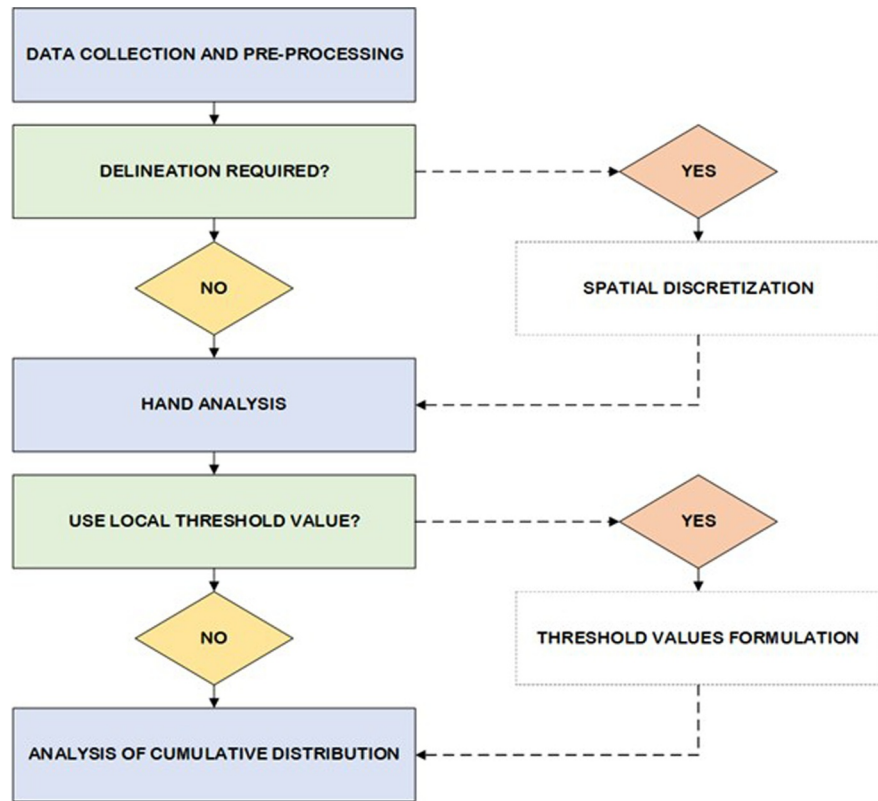 DATA COLLECTION AND PRE-PROCESSING
DELINEATION REQUIRED?
YES
NO
SPATIAL DISCRETIZATION
HAND ANALYSIS
USE LOCAL THRESHOLD VALUE?
YES
NO
THRESHOLD VALUES FORMULATION
ANALYSIS OF CUMULATIVE DISTRIBUTION